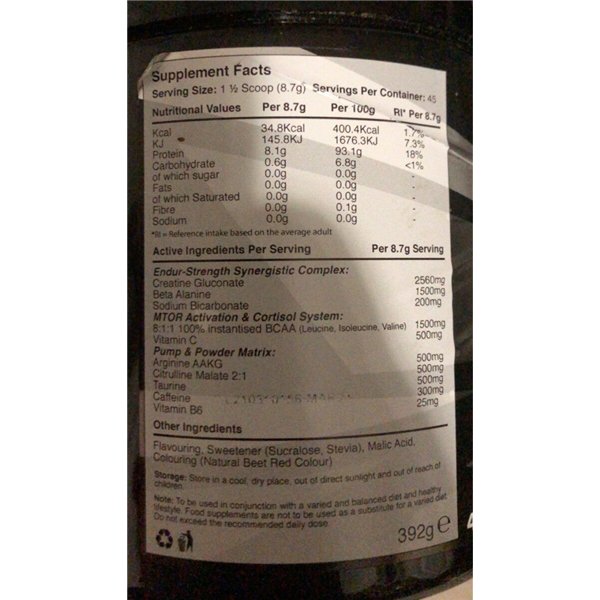 Supplement Facts
Serving Size: 1 ½ Scoop (8.7g) Servings Per Container: 45
Nutritional Values Per 8.7g Per 100g RI* Per 8.7g
Kcal 34.8Kcal 400.4Kcal 1.7%
KJ 145.8KJ 1676.3KJ 7.3%
Protein 8.1g 93.1g 18%
Carbohydrate 0.6g 6.8g <1%
of which sugar 0.0g 0.0g -
Fats 0.0g 0.0g -
of which Saturated 0.0g 0.0g -
Fibre 0.0g 0.1g -
Sodium 0.0g 0.0g -
*RI = Reference intake based on the average adult
Active Ingredients Per Serving Per 8.7g Serving
Endur-Strength Synergistic Complex:
Creatine Gluconate 2560mg
Beta Alanine 1500mg
Sodium Bicarbonate 200mg
MTOR Activation & Cortisol System:
8:1:1 100% instantised BCAA (Leucine, Isoleucine, Valine) 1500mg
Vitamin C 500mg
Pump & Powder Matrix:
Arginine AAKG 500mg
Citrulline Malate 2:1 500mg
Taurine 500mg
Caffeine 300mg
Vitamin B6 25mg
Other Ingredients
Flavouring, Sweetener (Sucralose, Stevia), Malic Acid,
Colouring (Natural Beet Red Colour)
Storage: Store in a cool, dry place, out of direct sunlight and out of reach of
children.
Note: To be used in conjunction with a varied and balanced diet and healthy
lifestyle. Food supplements are not to be used as a substitute for a varied diet.
Do not exceed the recommended daily dose.
392g e